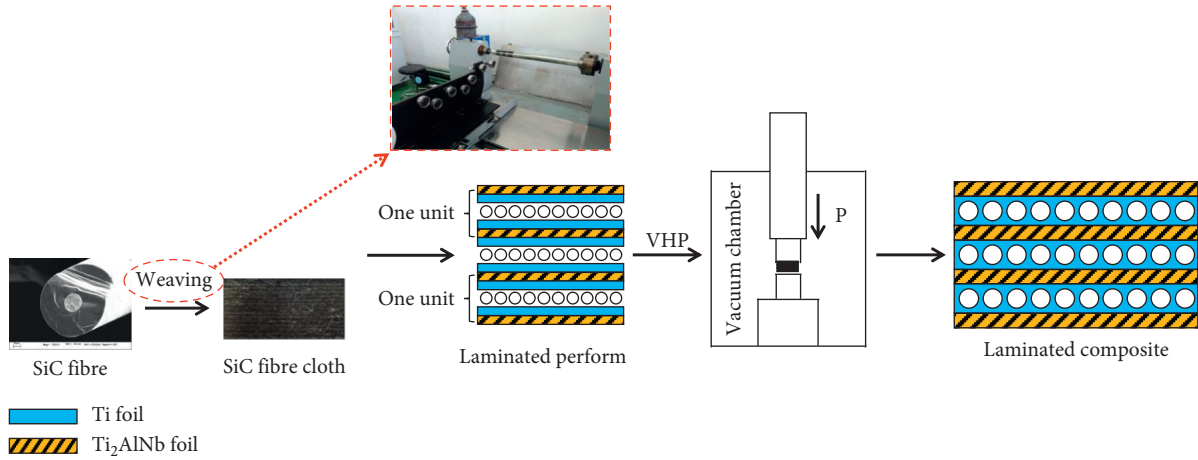 One unit
One unit
Laminated perform
Weaving
SiC fibre
SiC fibre cloth
VHP
Vacuum chamber
P
Laminated composite
Ti foil
Ti₂AlNb foil